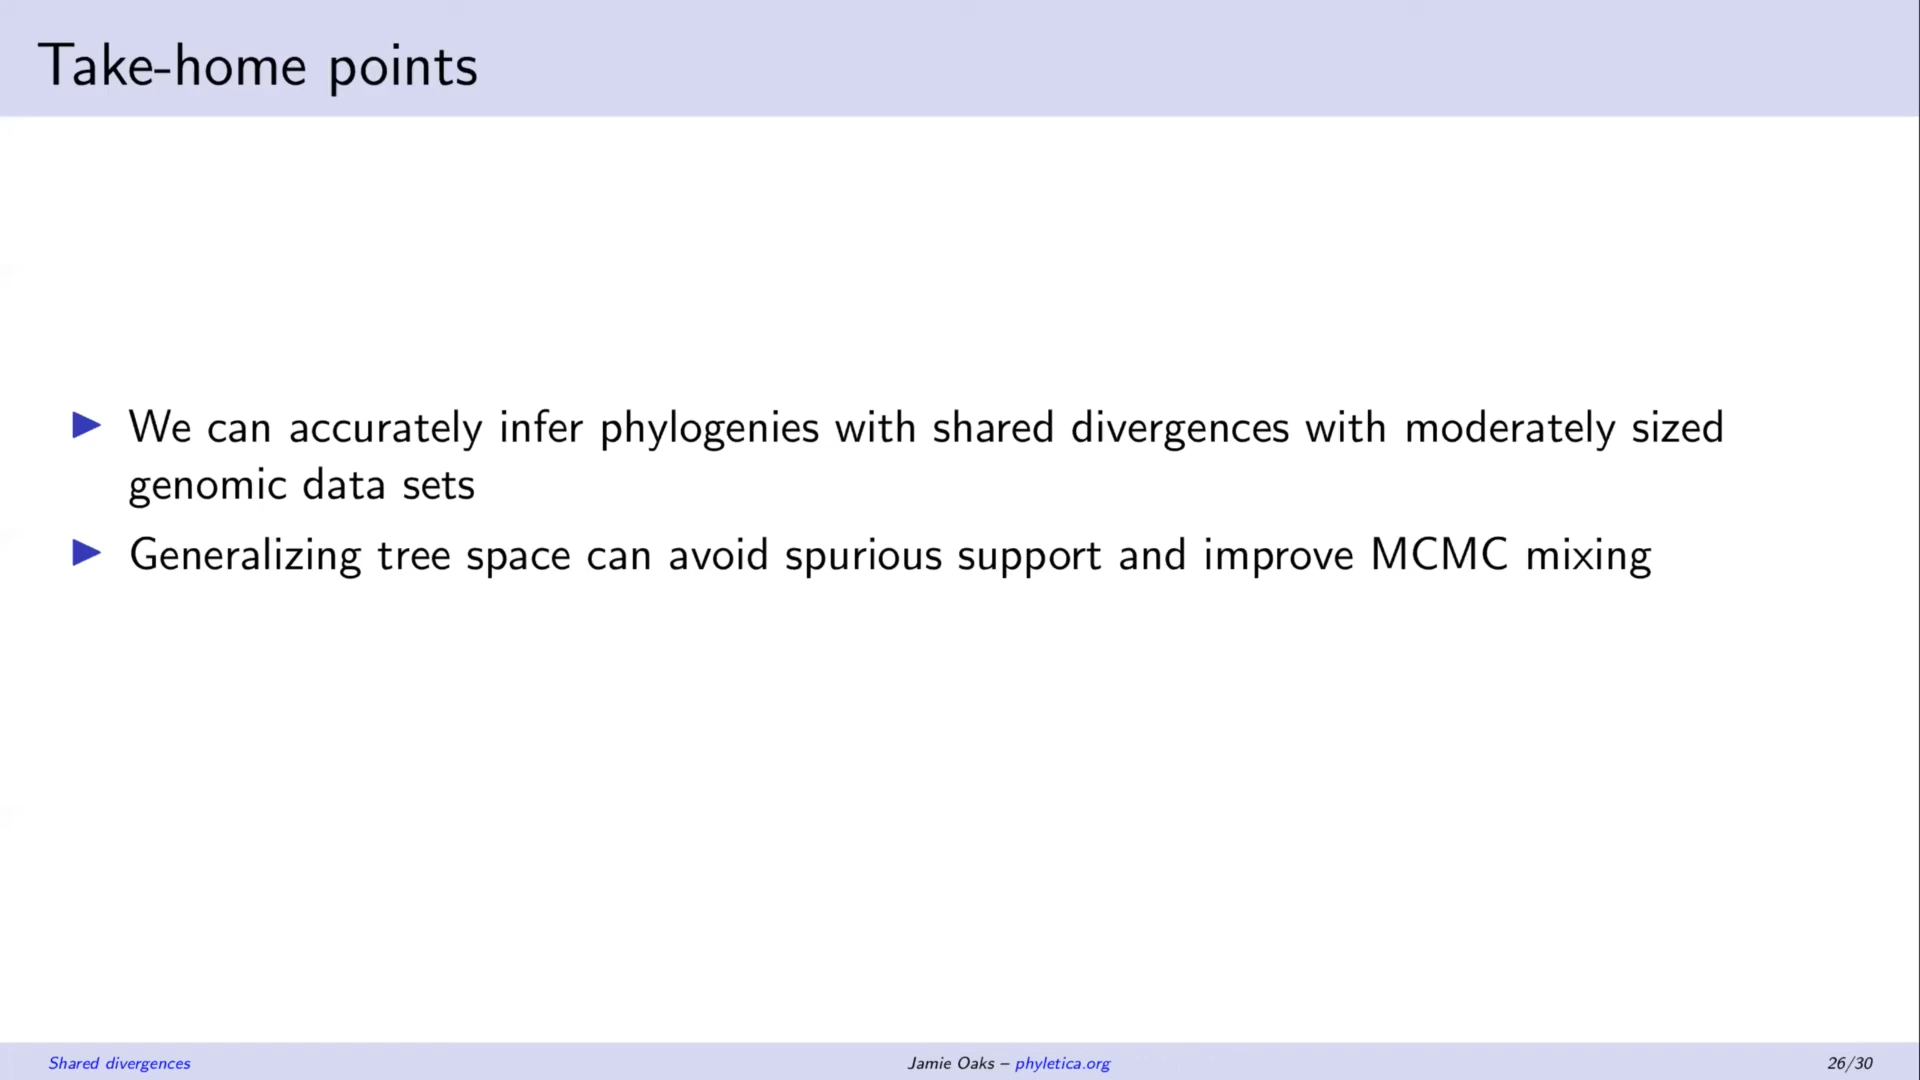 Take-home points
We can accurately infer phylogenies with shared divergences with moderately sized
genomic data sets
Generalizing tree space can avoid spurious support and improve MCMC mixing
Shared divergences
Jamie Oaks – phyletica.org
26/30